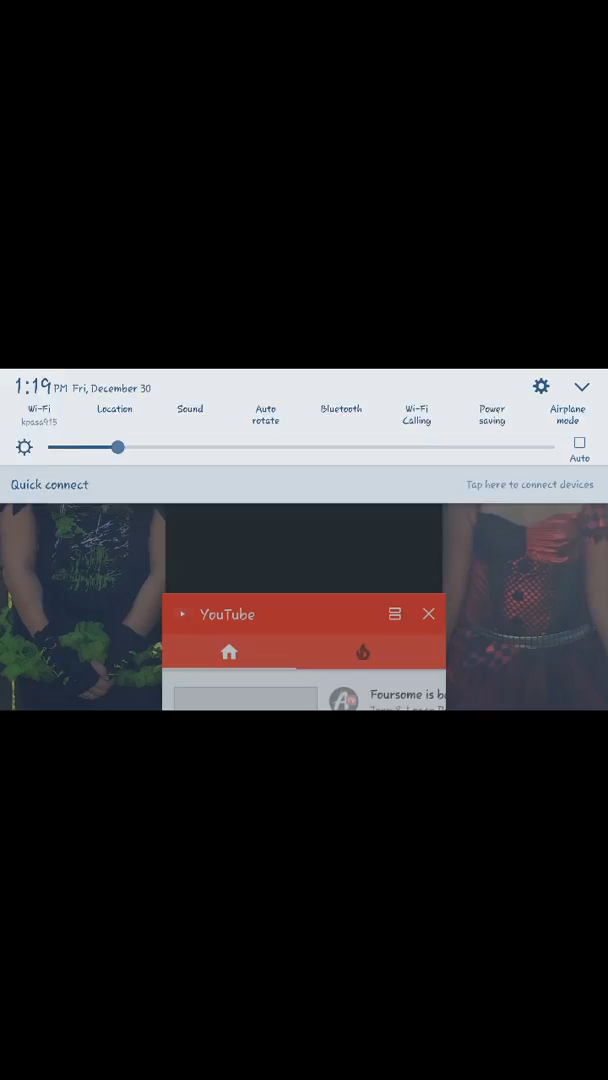 1:19 PM Fri, December 30
Wi-Fi Location Sound Auto rotate Bluetooth Wi-Fi Calling Power saving Airplane mode
kpasa915
Auto
Quick connect Tap here to connect devices
YouTube
Foursome is b